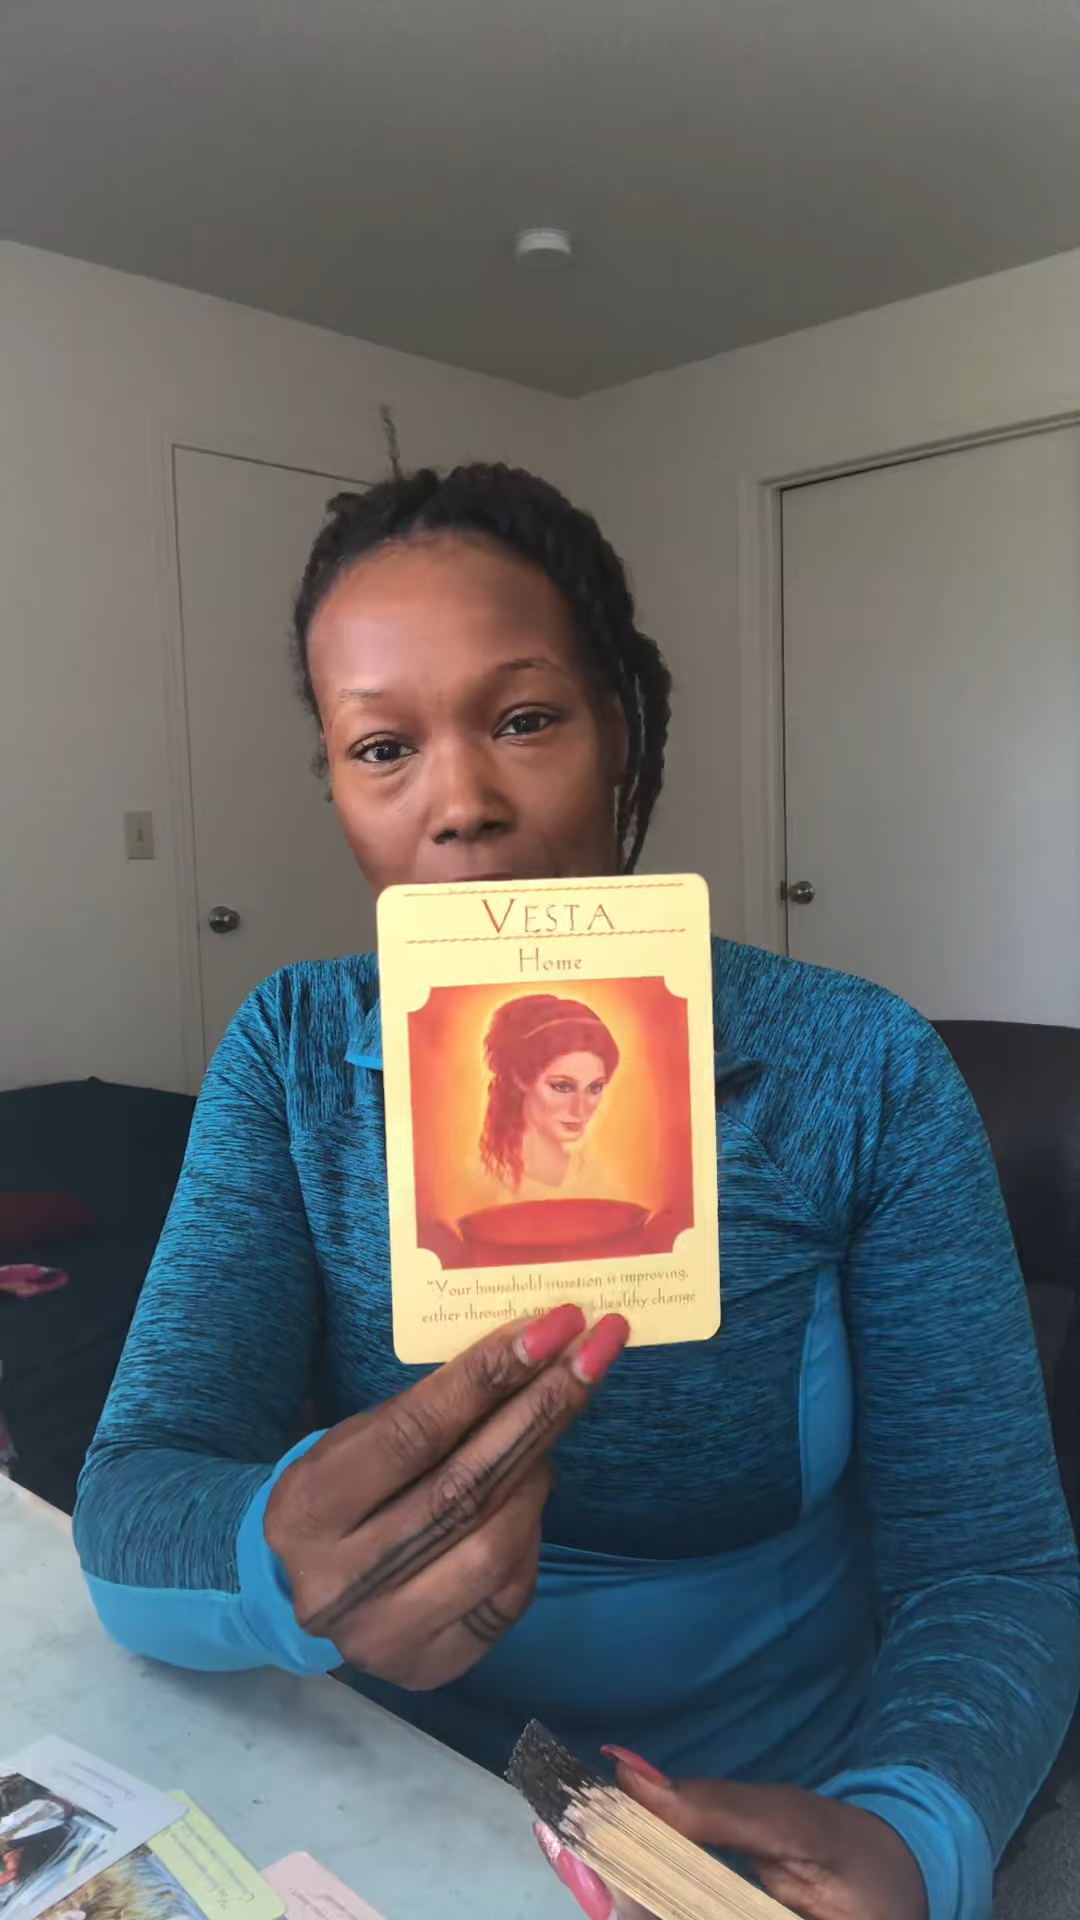 VESTA
Home
"Your household situation is improving,
either through a healthy change